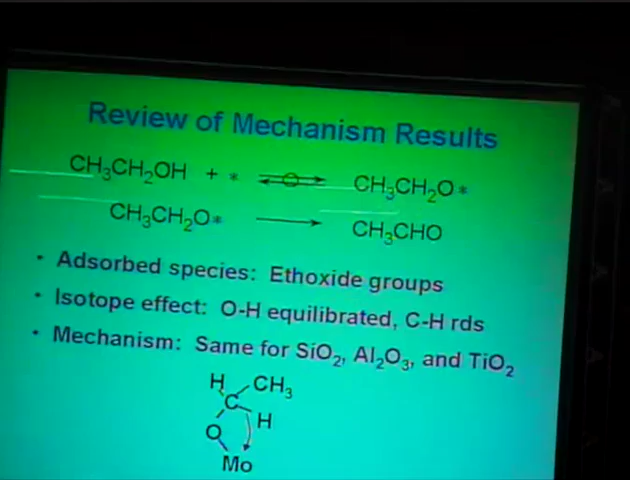 Review of Mechanism Results
CH₃CH₂OH + * ⇌ CH₃CH₂O*
CH₃CH₂O* → CH₃CHO
• Adsorbed species: Ethoxide groups
• Isotope effect: O-H equilibrated, C-H rds
• Mechanism: Same for SiO₂, Al₂O₃, and TiO₂
H CH₃
C
H
O
Mo